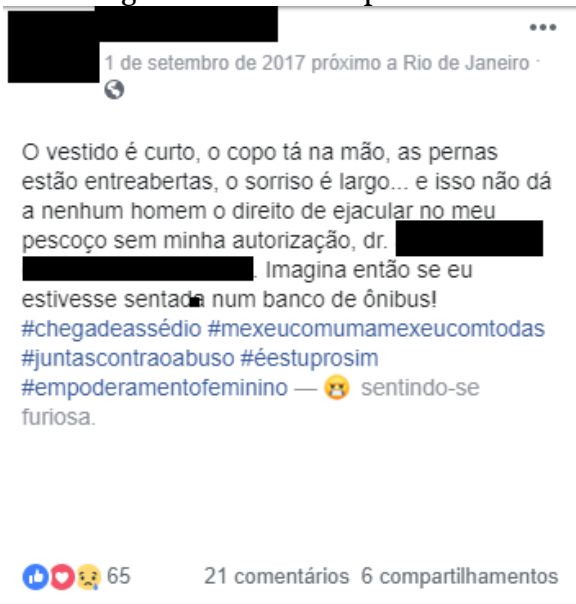 1 de setembro de 2017 próximo a Rio de Janeiro ·
O vestido é curto, o copo tá na mão, as pernas
estão entreabertas, o sorriso é largo... e isso não dá
a nenhum homem o direito de ejacular no meu
pescoço sem minha autorização, dr.
. Imagina então se eu
estivesse sentada num banco de ônibus!
#chegadeassédio #mexeucomumamexeucomtodas
#juntascontraoabuso #éestuprosim
#empoderamentofeminino — sentindo-se
furiosa.
65 21 comentários 6 compartilhamentos